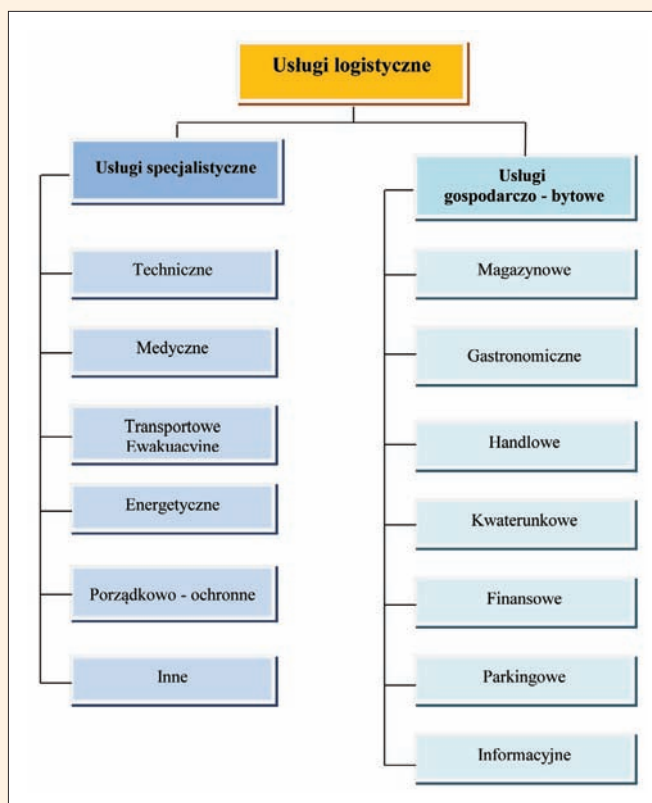 Usługi logistyczne
Usługi specjalistyczne
Techniczne
Medyczne
Transportowe
Ewakuacyjne
Energetyczne
Porządkowo - ochronne
Inne
Usługi
gospodarczo - bytowe
Magazynowe
Gastronomiczne
Handlowe
Kwaterunkowe
Finansowe
Parkingowe
Informacyjne